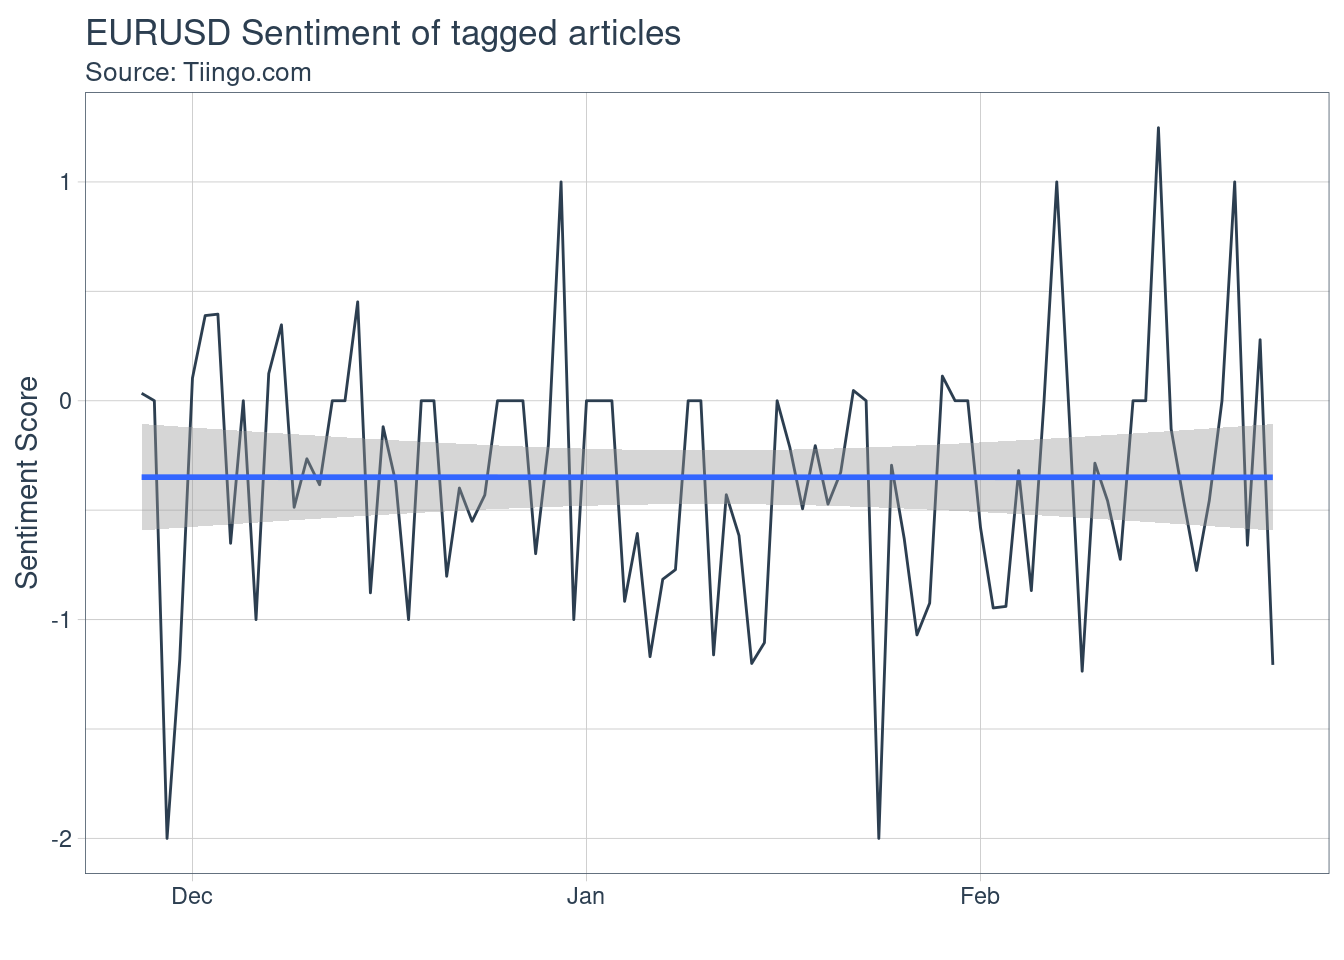 EURUSD Sentiment of tagged articles
Source: Tiingo.com
Sentiment Score
1
0
-1
-2
Dec Jan Feb